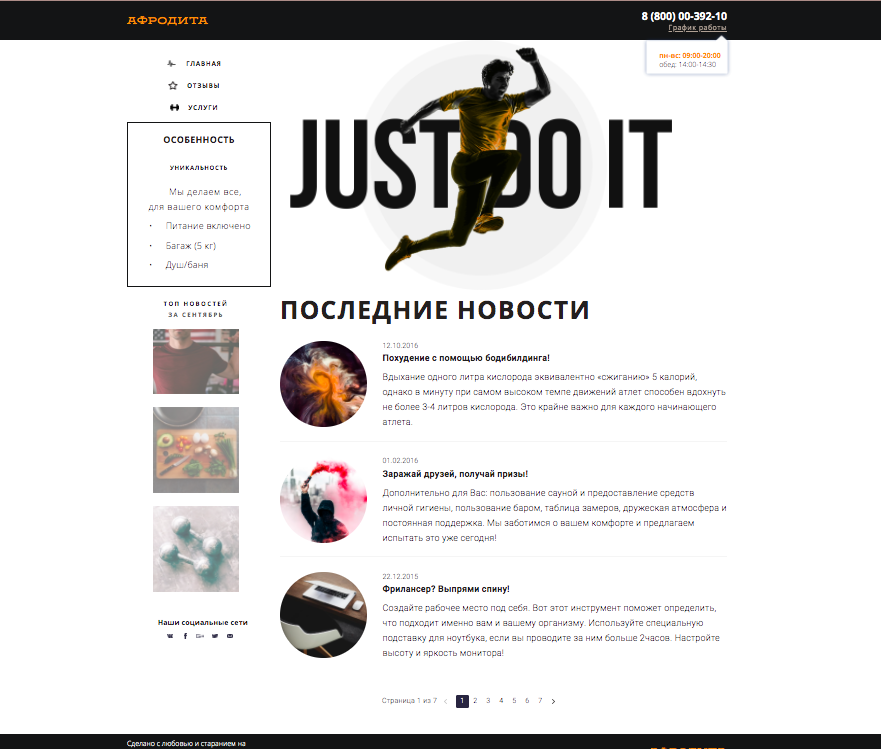 АФРОДИТА
8 (800) 00-392-10
График работы
пн-вс: 09:00-20:00
обед: 14:00-14:30
ГЛАВНАЯ
ОТЗЫВЫ
УСЛУГИ
ОСОБЕННОСТЬ
УНИКАЛЬНОСТЬ
Мы делаем все,
для вашего комфорта
· Питание включено
· Багаж (5 кг)
· Душ/баня
ТОП НОВОСТЕЙ
ЗА СЕНТЯБРЬ
Наши социальные сети
JUST DO IT
ПОСЛЕДНИЕ НОВОСТИ
12.10.2016
Похудение с помощью бодибилдинга!
Вдыхание одного литра кислорода эквивалентно «сжиганию» 5 калорий,
однако в минуту при самом высоком темпе движений атлет способен вдохнуть
не более 3-4 литров кислорода. Это крайне важно для каждого начинающего
атлета.
01.02.2016
Заражай друзей, получай призы!
Дополнительно для Вас: пользование сауной и предоставление средств
личной гигиены, пользование баром, таблица замеров, дружеская атмосфера и
постоянная поддержка. Мы заботимся о вашем комфорте и предлагаем
испытать это уже сегодня!
22.12.2015
Фрилансер? Выпрями спину!
Создайте рабочее место под себя. Вот этот инструмент поможет определить,
что подходит именно вам и вашему организму. Используйте специальную
подставку для ноутбука, если вы проводите за ним больше 2часов. Настройте
высоту и яркость монитора!
Страница 1 из 7 ‹ 1 2 3 4 5 6 7 ›
Сделано с любовью и старанием на
АФРОДИТА